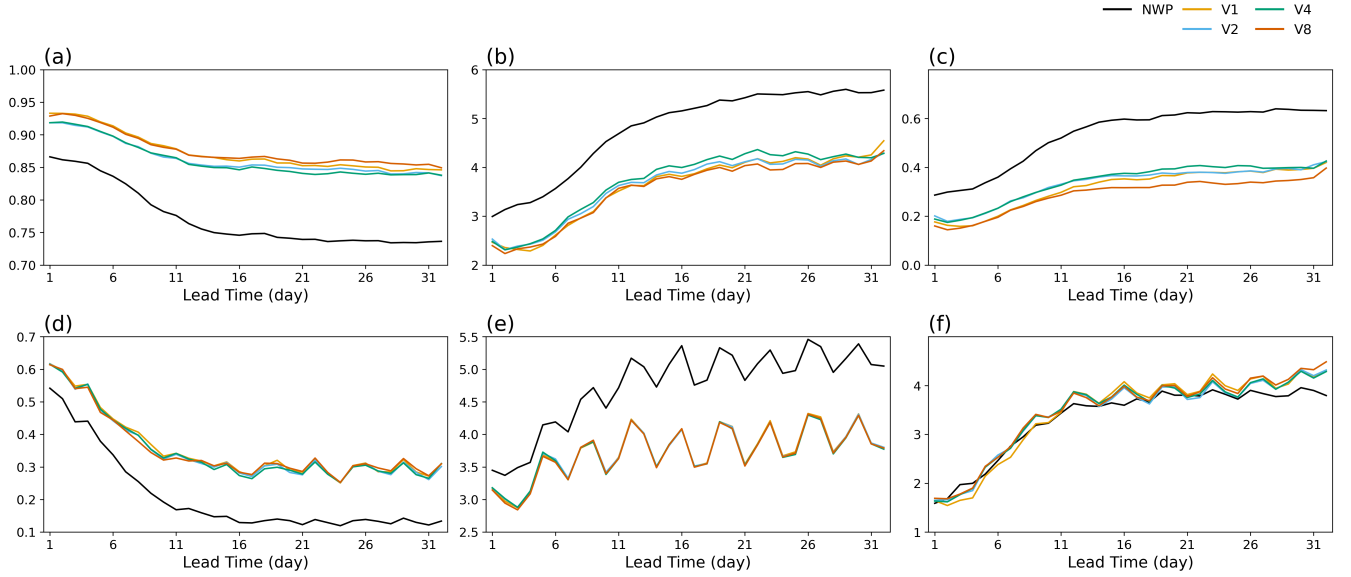 NWP V1 V4
V2 V8
(a) (b) (c)
1.00 0.95 0.90 0.85 0.80 0.75 0.70
1 6 11 16 21 26 31
Lead Time (day)
6 5 4 3 2
1 6 11 16 21 26 31
Lead Time (day)
0.6 0.4 0.2 0.0
1 6 11 16 21 26 31
Lead Time (day)
(d) (e) (f)
0.7 0.6 0.5 0.4 0.3 0.2 0.1
1 6 11 16 21 26 31
Lead Time (day)
5.5 5.0 4.5 4.0 3.5 3.0 2.5
1 6 11 16 21 26 31
Lead Time (day)
4 3 2 1
1 6 11 16 21 26 31
Lead Time (day)